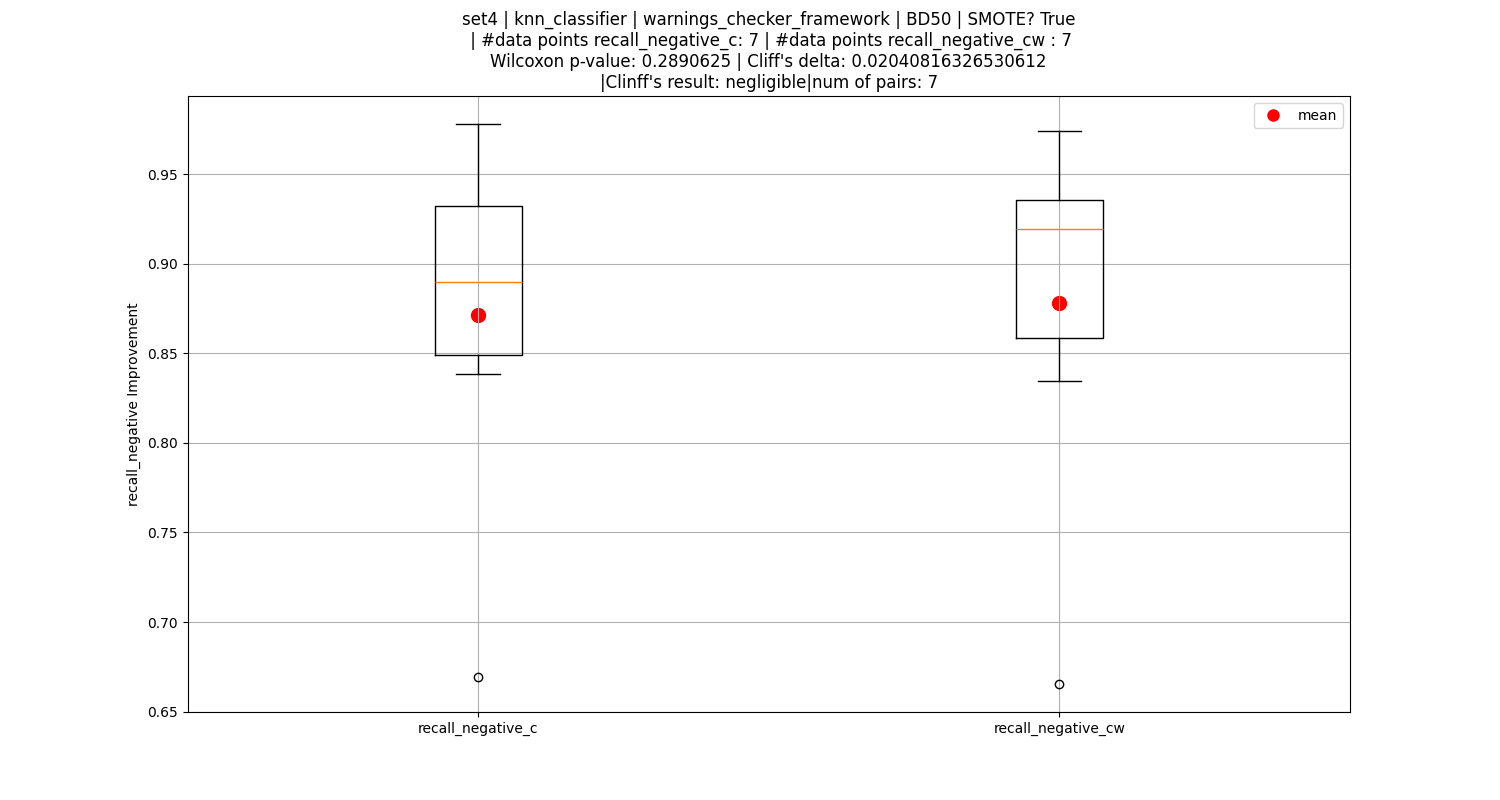 set4 | knn_classifier | warnings_checker_framework | BD50 | SMOTE? True
| #data points recall_negative_c: 7 | #data points recall_negative_cw : 7
Wilcoxon p-value: 0.2890625 | Cliff's delta: 0.02040816326530612
|Clinff's result: negligible|num of pairs: 7
mean
0.95
0.90
0.85
0.80
0.75
0.70
0.65
recall_negative Improvement
recall_negative_c
recall_negative_cw